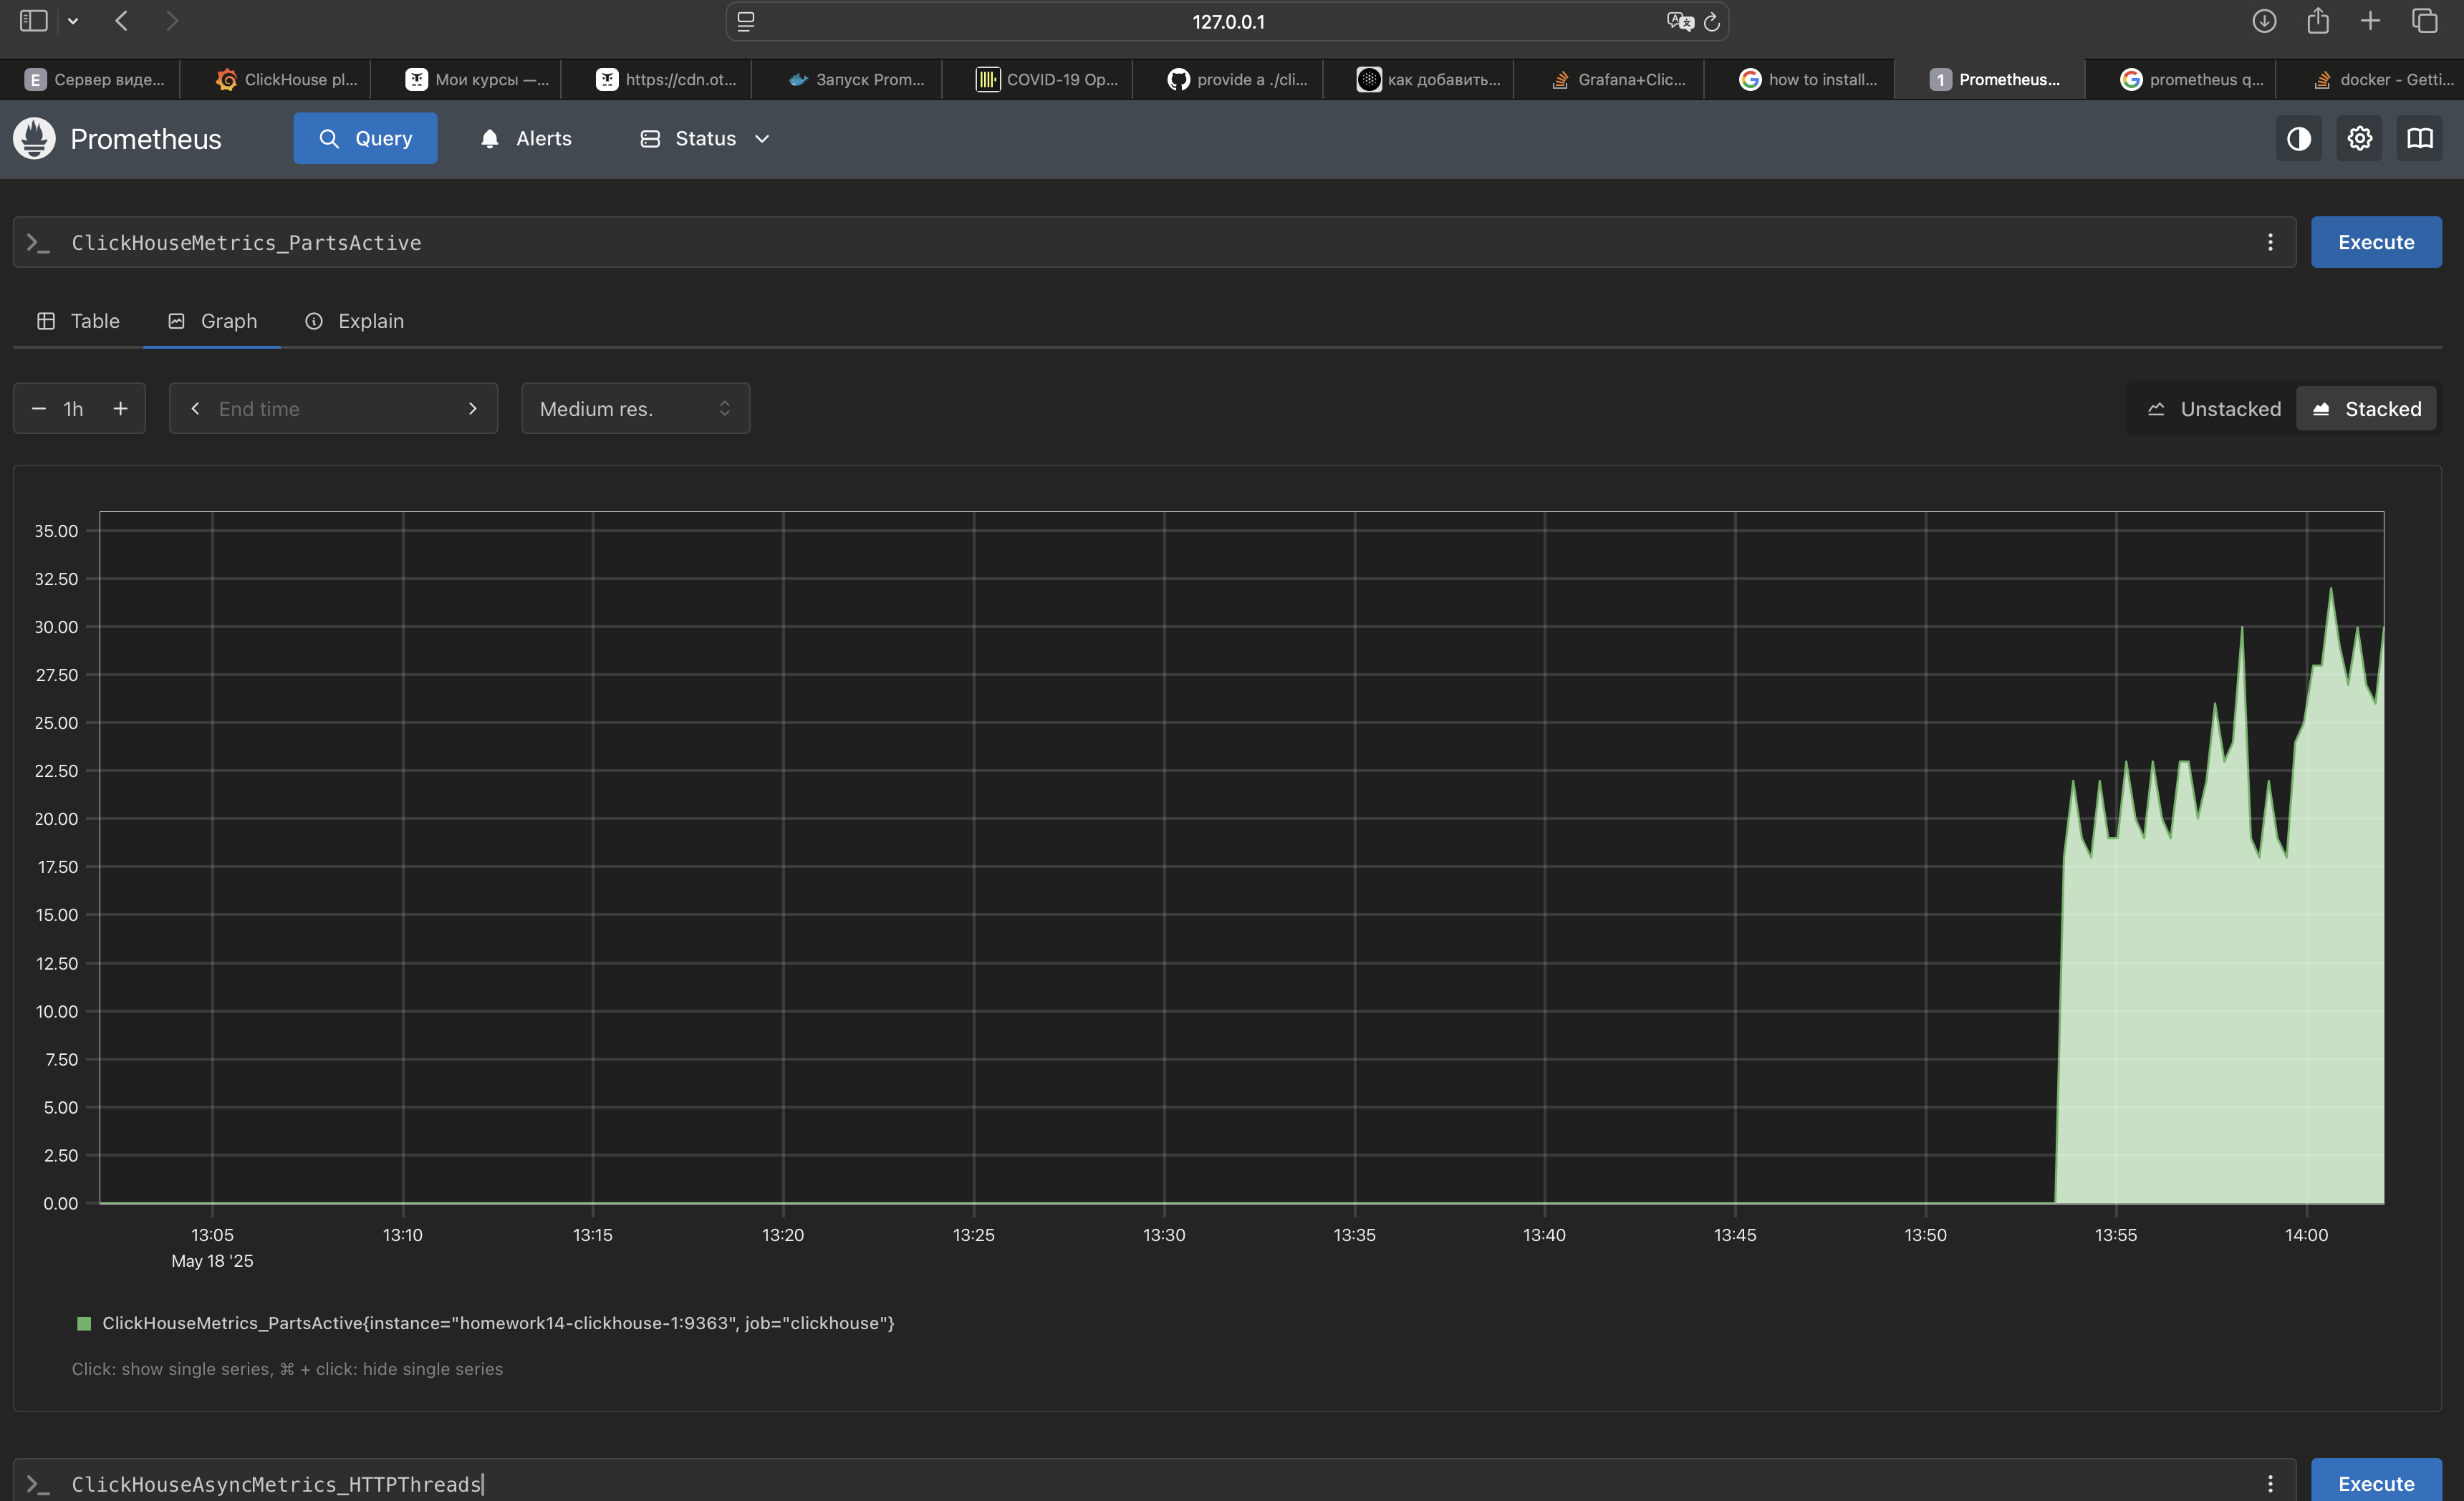 127.0.0.1
E Сервер виде...
ClickHouse pl...
Мои курсы —...
https://cdn.ot...
Запуск Prom...
COVID-19 Op...
provide a ./cli...
как добавить...
Grafana+Clic...
how to install...
1 Prometheus...
prometheus q...
docker - Getti...
Prometheus
Query
Alerts
Status
ClickHouseMetrics_PartsActive
Execute
Table
Graph
Explain
1h
End time
Medium res.
Unstacked
Stacked
35.00
32.50
30.00
27.50
25.00
22.50
20.00
17.50
15.00
12.50
10.00
7.50
5.00
2.50
0.00
13:05
13:10
13:15
13:20
13:25
13:30
13:35
13:40
13:45
13:50
13:55
14:00
May 18 '25
ClickHouseMetrics_PartsActive{instance="homework14-clickhouse-1:9363", job="clickhouse"}
Click: show single series, ⌘ + click: hide single series
ClickHouseAsyncMetrics_HTTPThreads
Execute